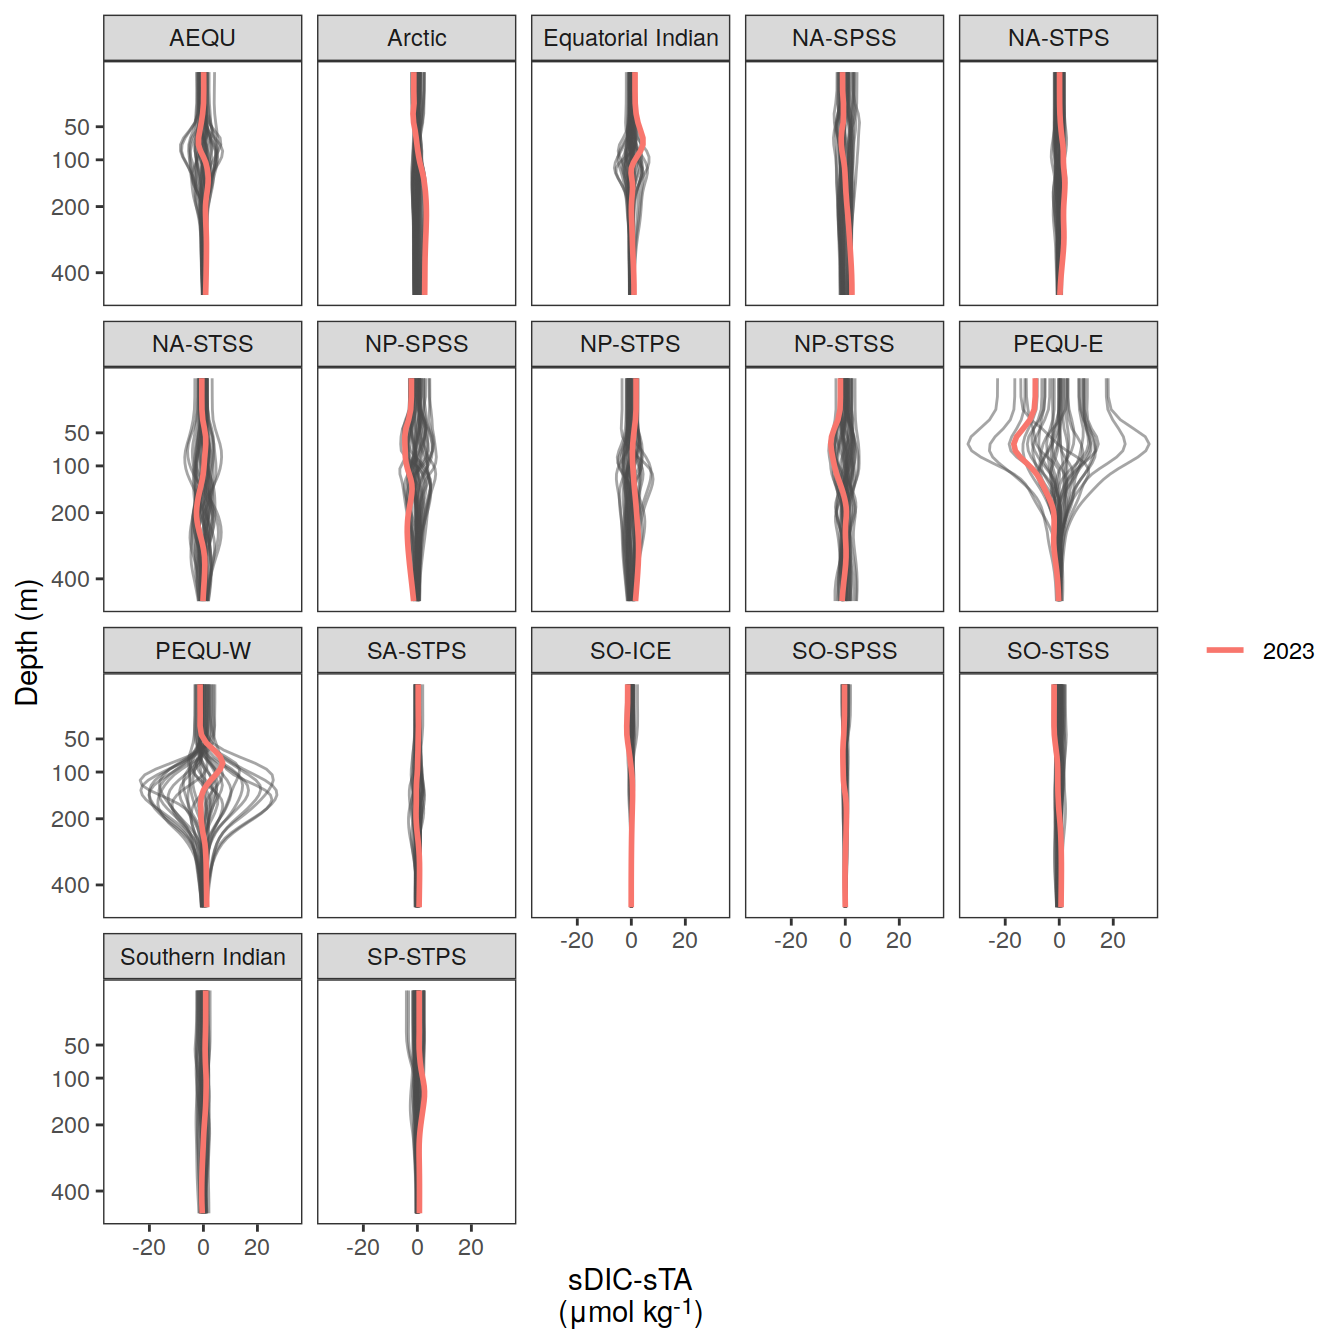 AEQU Arctic Equatorial Indian NA-SPSS NA-STPS
50
100
200
400
NA-STSS NP-SPSS NP-STPS NP-STSS PEQU-E
50
100
200
400
Depth (m)
PEQU-W SA-STPS SO-ICE SO-SPSS SO-STSS
2023
50
100
200
400
-20 0 20 -20 0 20 -20 0 20
Southern Indian SP-STPS
50
100
200
400
-20 0 20 -20 0 20
sDIC-sTA
(µmol kg⁻¹)